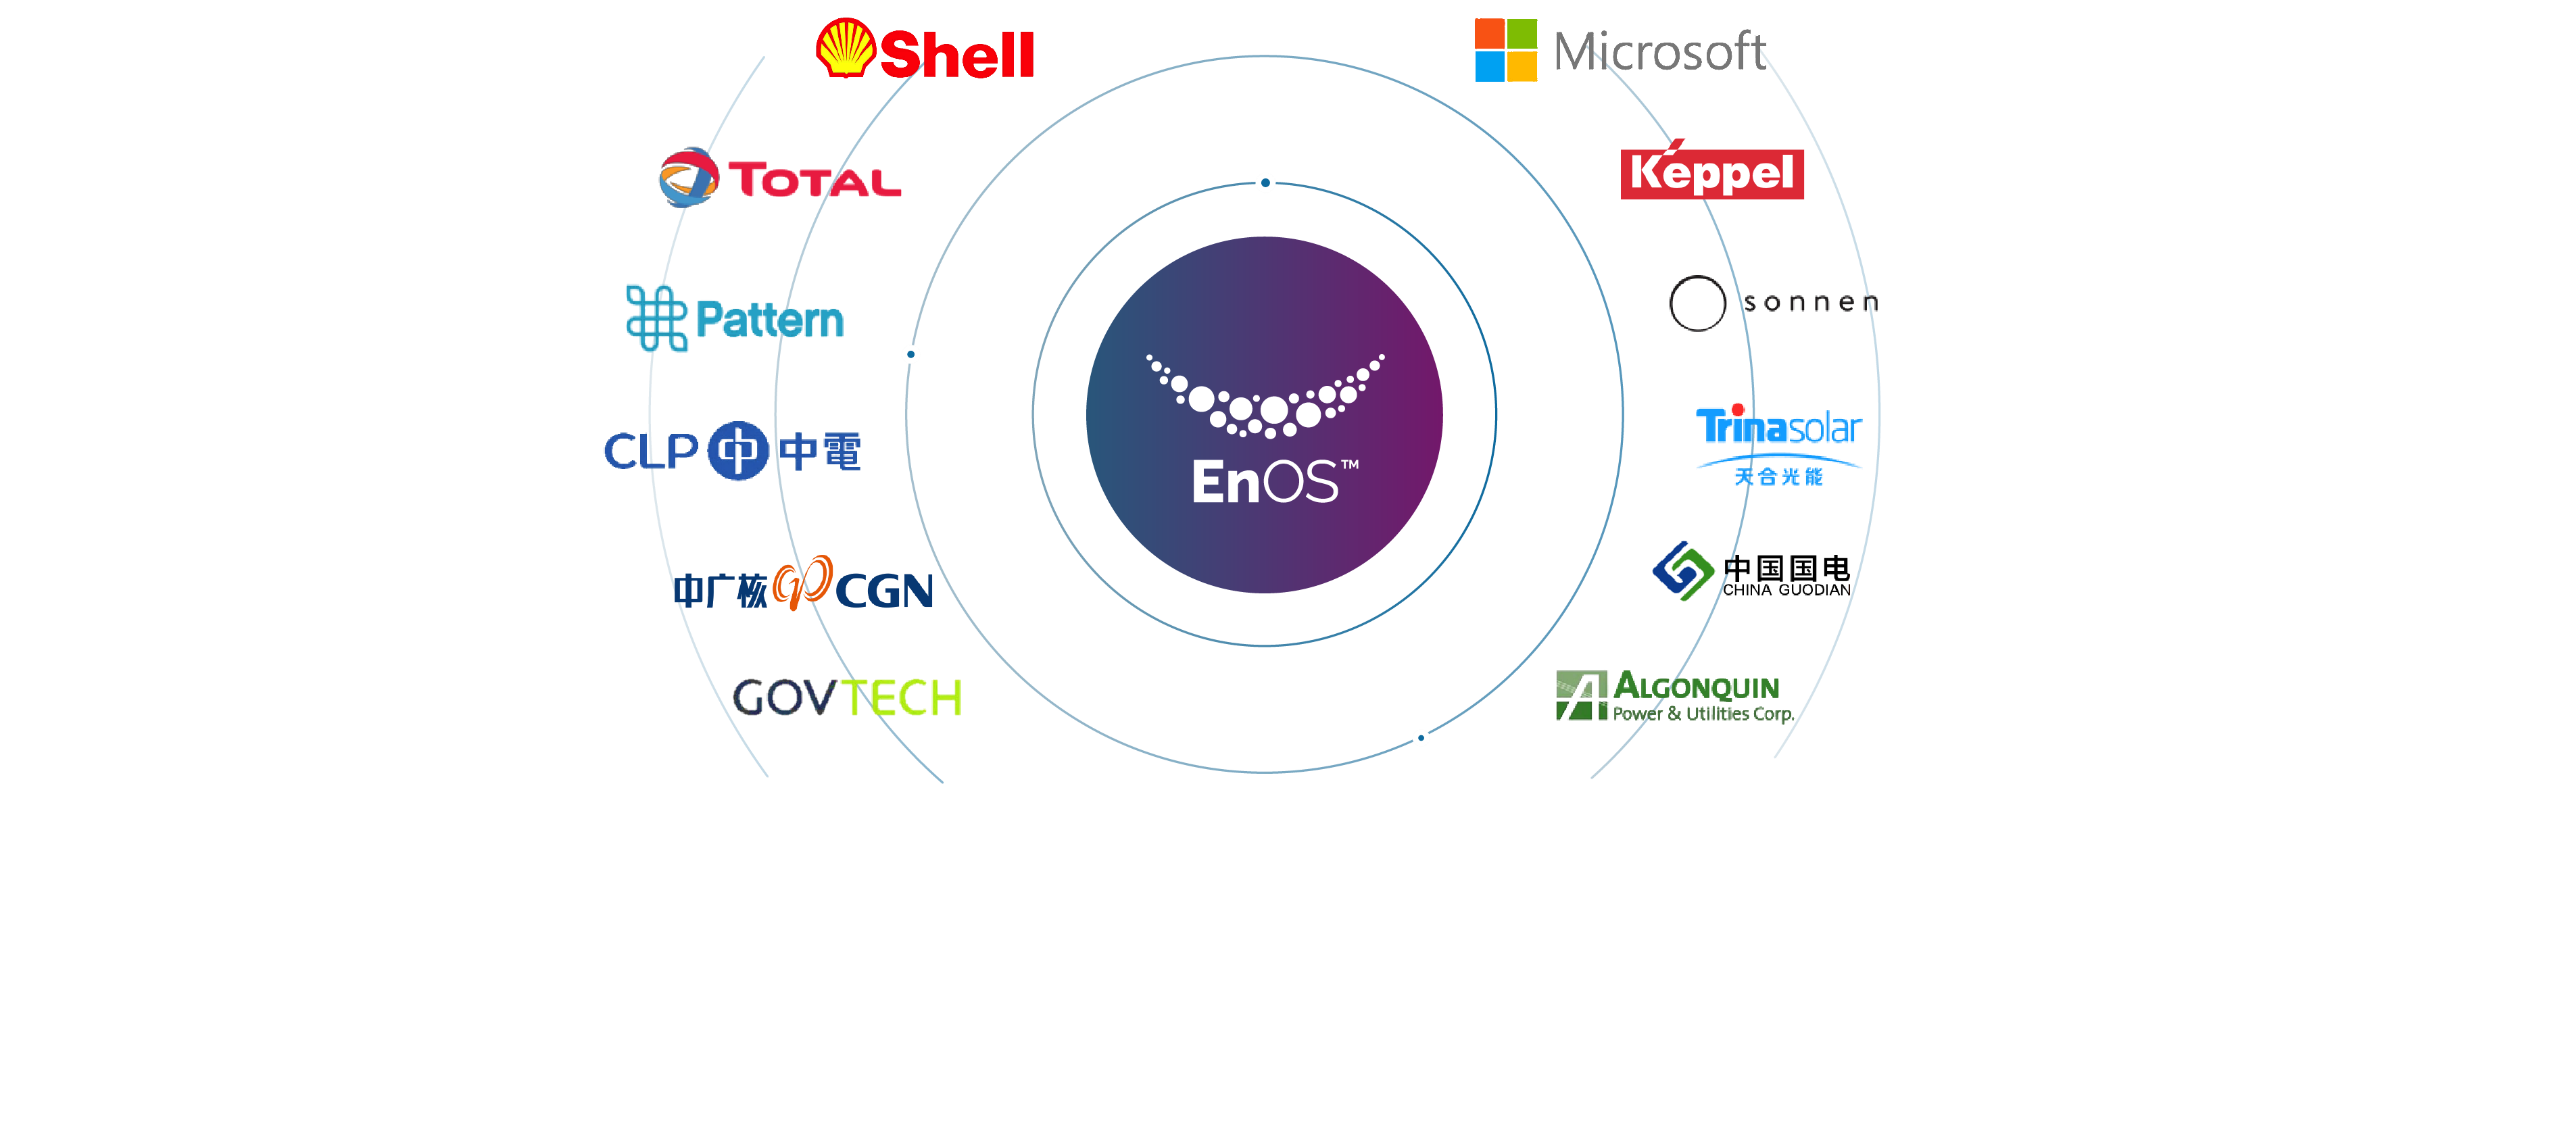 Shell
Microsoft
TOTAL
Keppel
Pattern
sonnen
EnOS™
CLP 中電
Trinasolar
天合光能
中广核 CGN
中国国电
CHINA GUODIAN
GOVTECH
ALGONQUIN
Power & Utilities Corp.